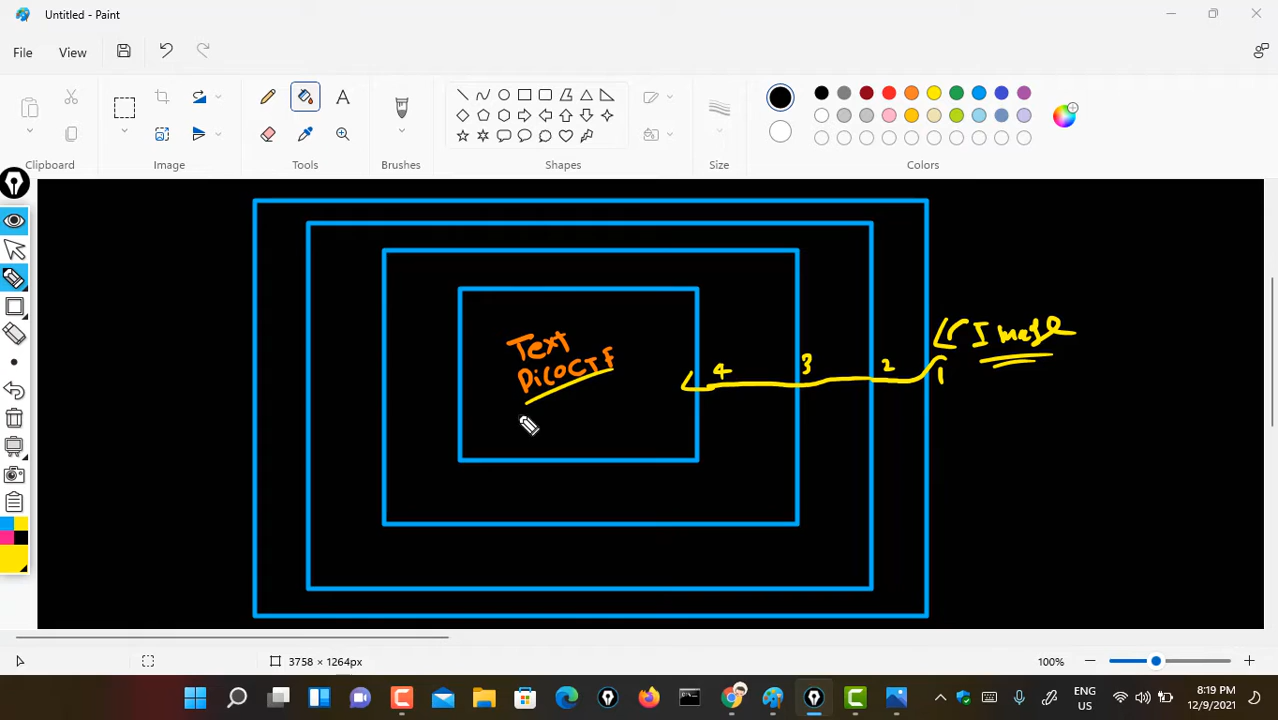 Untitled - Paint
File View
Clipboard Image Tools Brushes Shapes Size Colors
A
Image
Text
PicoCTF
4 3 2 1
3758 × 1264px 100%
ENG 8:19 PM
US 12/9/2021